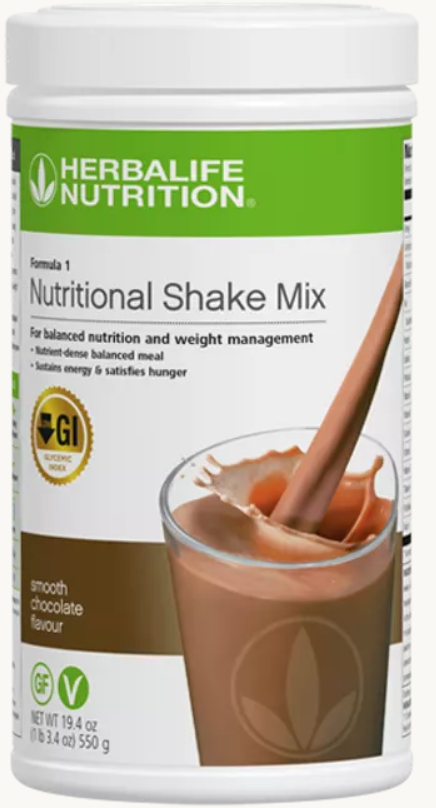 HERBALIFE
NUTRITION®
Formula 1
Nutritional Shake Mix
For balanced nutrition and weight management
• Nutrient-dense balanced meal
• Sustains energy & satisfies hunger
GI
GLYCEMIC
INDEX
smooth
chocolate
flavour
GF V
NET WT 19.4 oz
(1 lb 3.4 oz) 550 g